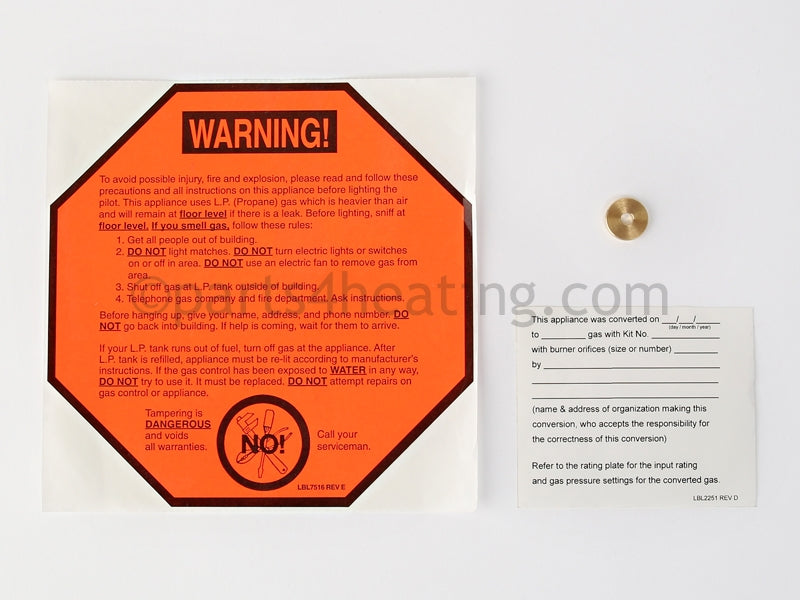 WARNING!
To avoid possible injury, fire and explosion, please read and follow these
precautions and all instructions on this appliance before lighting the
pilot. This appliance uses L.P. (Propane) gas which is heavier than air
and will remain at floor level if there is a leak. Before lighting, sniff at
floor level. If you smell gas, follow these rules:
1. Get all people out of building.
2. DO NOT light matches. DO NOT turn electric lights or switches
on or off in area. DO NOT use an electric fan to remove gas from
area.
3. Shut off gas at L.P. tank outside of building.
4. Telephone gas company and fire department. Ask instructions.
Before hanging up, give your name, address, and phone number. DO
NOT go back into building. If help is coming, wait for them to arrive.
If your L.P. tank runs out of fuel, turn off gas at the appliance. After
L.P. tank is refilled, appliance must be re-lit according to manufacturer's
instructions. If the gas control has been exposed to WATER in any way,
DO NOT try to use it. It must be replaced. DO NOT attempt repairs on
gas control or appliance.
Tampering is
DANGEROUS
and voids
all warranties.
NO!
Call your
serviceman.
LBL7516 REV E
©parts4heating.com
This appliance was converted on ___/___/____
(day / month / year)
to ________ gas with Kit No. ____________
with burner orifices (size or number) ________
by ________________________________
(name & address of organization making this
conversion, who accepts the responsibility for
the correctness of this conversion)
Refer to the rating plate for the input rating
and gas pressure settings for the converted gas.
LBL2251 REV D